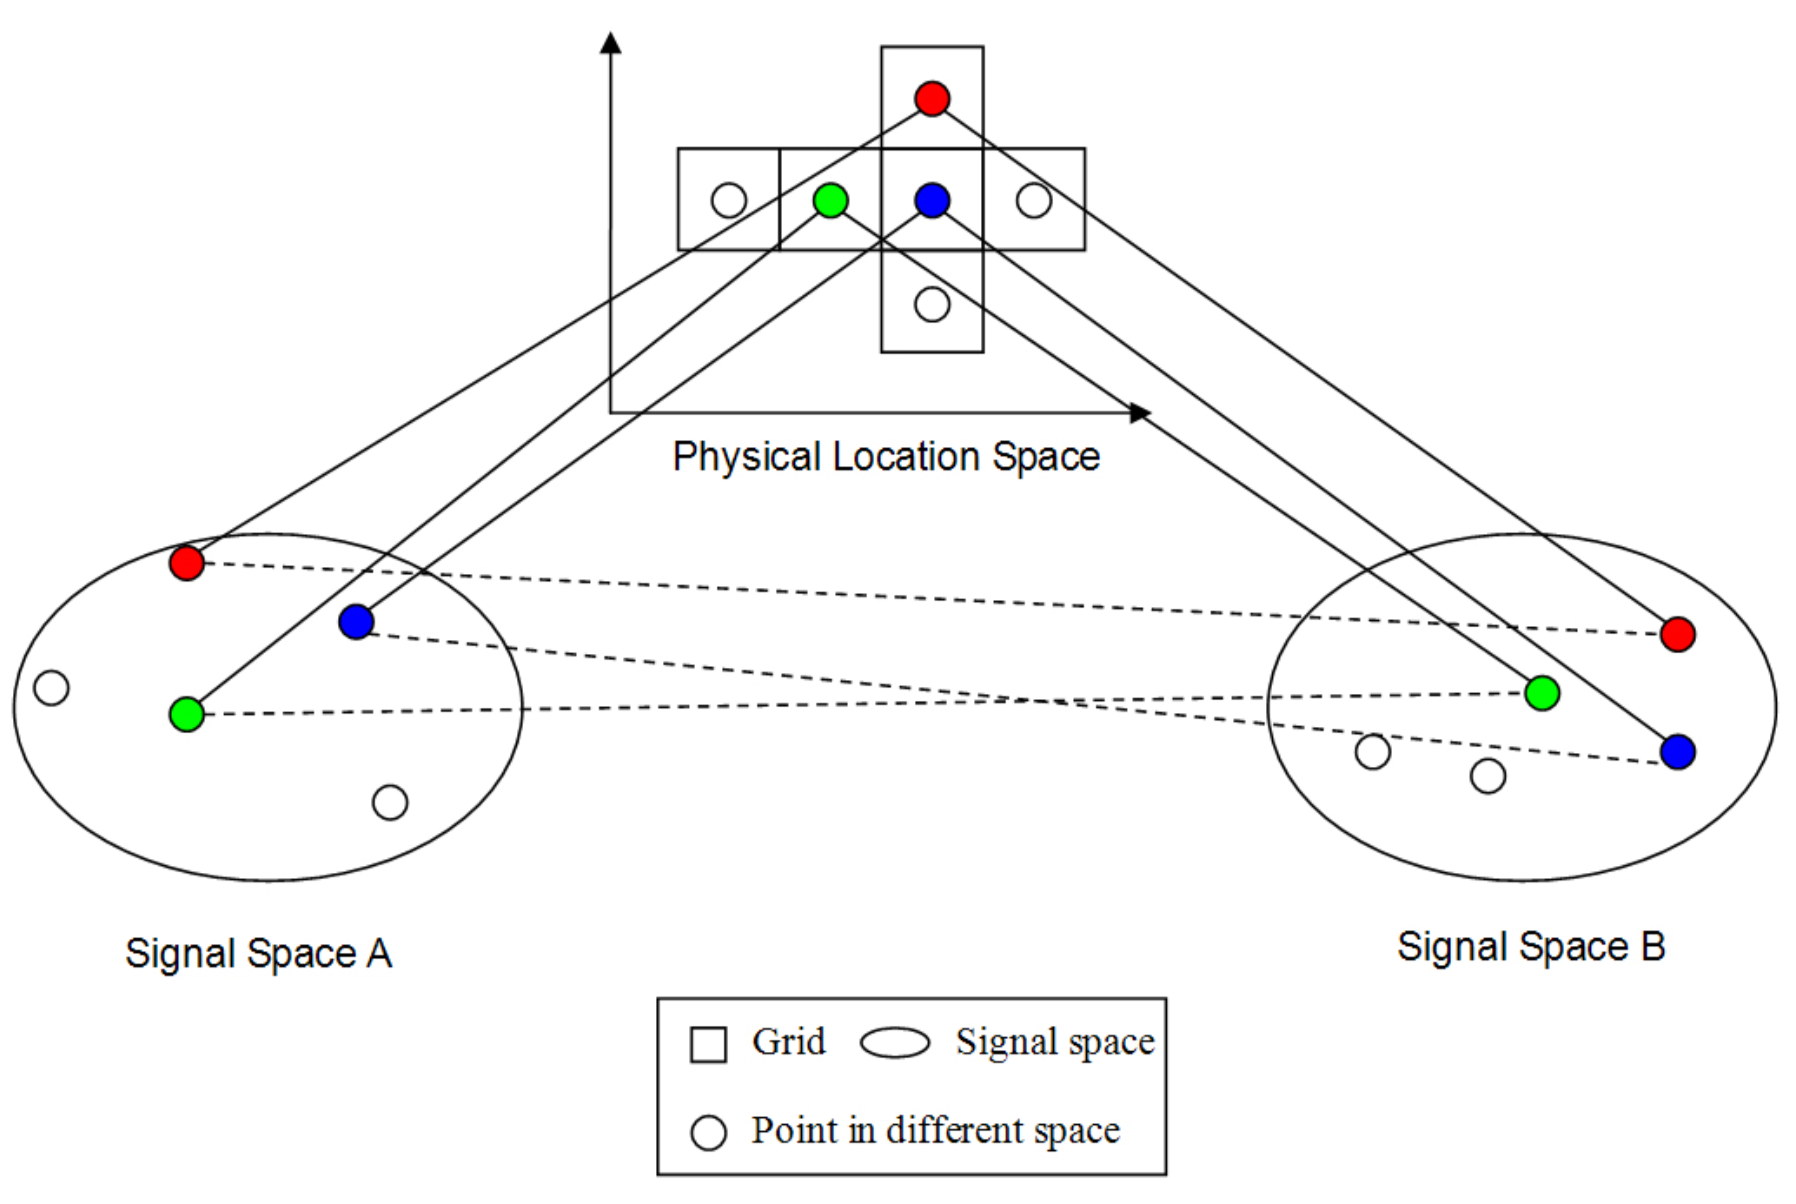 Physical Location Space
Signal Space A
Signal Space B
Grid
Signal space
Point in different space